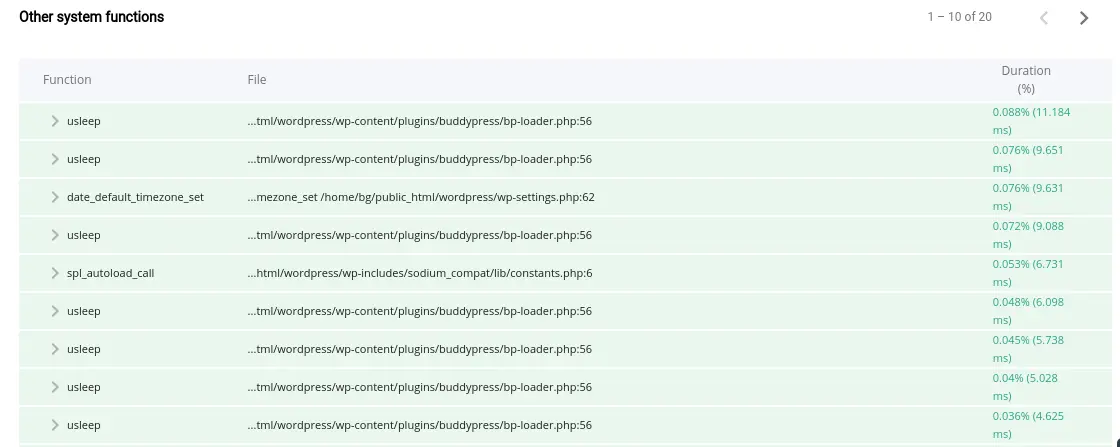 Other system functions
1 – 10 of 20
Function File Duration
(%)
usleep ...tml/wordpress/wp-content/plugins/buddypress/bp-loader.php:56 0.088% (11.184
ms)
usleep ...tml/wordpress/wp-content/plugins/buddypress/bp-loader.php:56 0.076% (9.651
ms)
date_default_timezone_set ...mezone_set /home/bg/public_html/wordpress/wp-settings.php:62 0.076% (9.631
ms)
usleep ...tml/wordpress/wp-content/plugins/buddypress/bp-loader.php:56 0.072% (9.088
ms)
spl_autoload_call ...html/wordpress/wp-includes/sodium_compat/lib/constants.php:6 0.053% (6.731
ms)
usleep ...tml/wordpress/wp-content/plugins/buddypress/bp-loader.php:56 0.048% (6.098
ms)
usleep ...tml/wordpress/wp-content/plugins/buddypress/bp-loader.php:56 0.045% (5.738
ms)
usleep ...tml/wordpress/wp-content/plugins/buddypress/bp-loader.php:56 0.04% (5.028
ms)
usleep ...tml/wordpress/wp-content/plugins/buddypress/bp-loader.php:56 0.036% (4.625
ms)